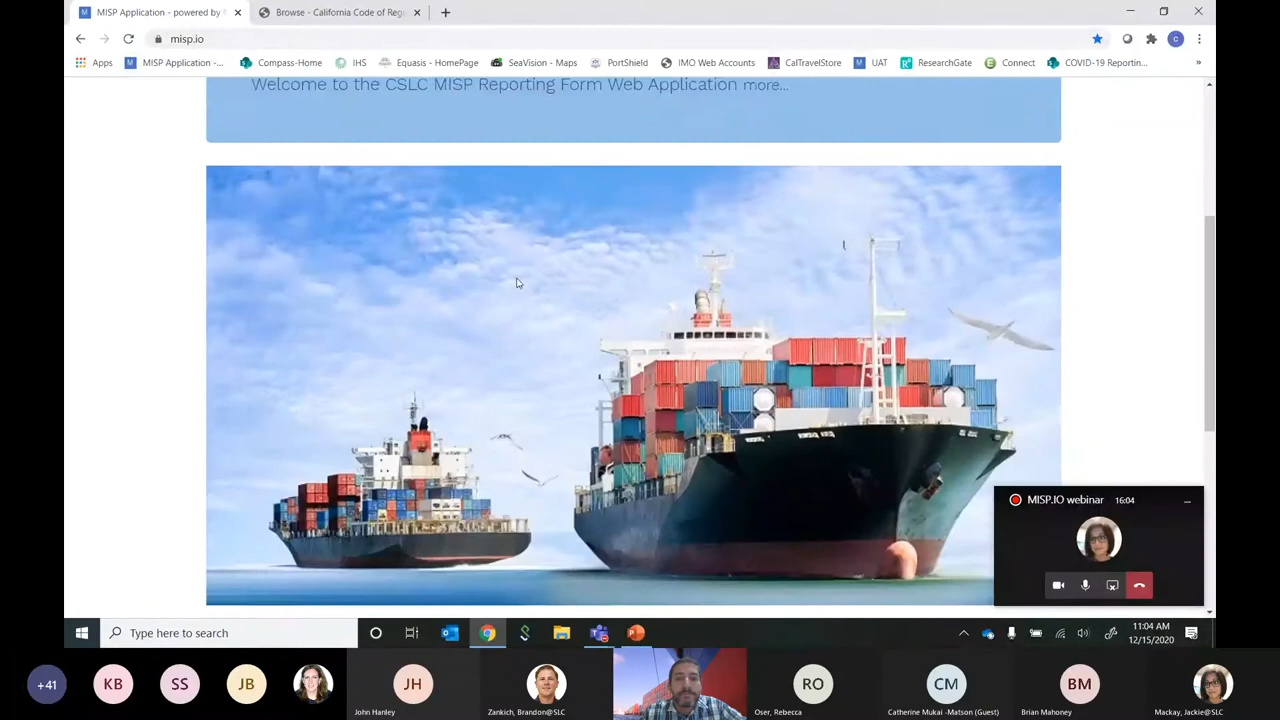 MISP Application - powered by M
Browse - California Code of Regu
misp.io
Apps
MISP Application -...
Compass-Home
IHS
Equasis - HomePage
SeaVision - Maps
PortShield
IMO Web Accounts
CalTravelStore
UAT
ResearchGate
Connect
COVID-19 Reportin...
»
Welcome to the CSLC MISP Reporting Form Web Application more...
MISP.IO webinar
16:04
Type here to search
11:04 AM
12/15/2020
+41
KB
SS
JB
JH
John Hanley
Zankich, Brandon@SLC
RO
Oser, Rebecca
CM
Catherine Mukai -Matson (Guest)
BM
Brian Mahoney
Mackay, Jackie@SLC